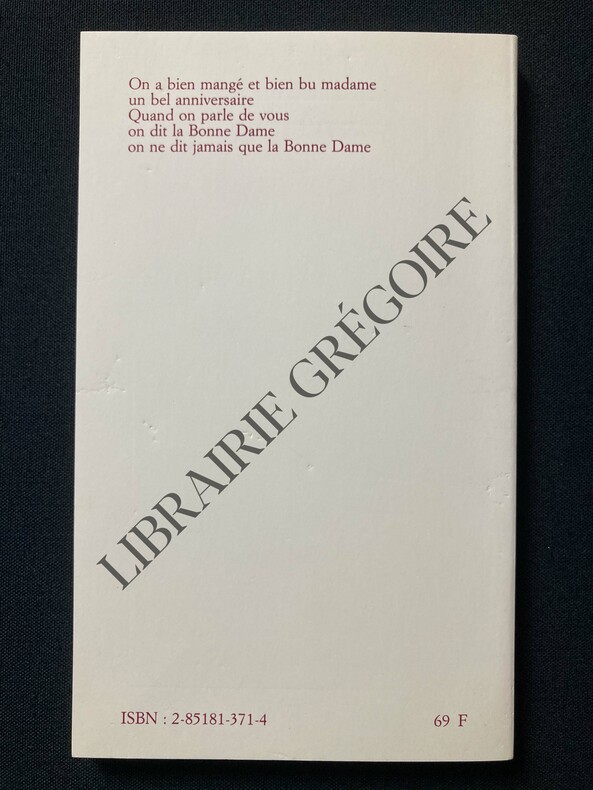 On a bien mangé et bien bu madame
un bel anniversaire
Quand on parle de vous
on dit la Bonne Dame
on ne dit jamais que la Bonne Dame
LIBRAIRIE GRÉGOIRE
ISBN : 2-85181-371-4
69 F